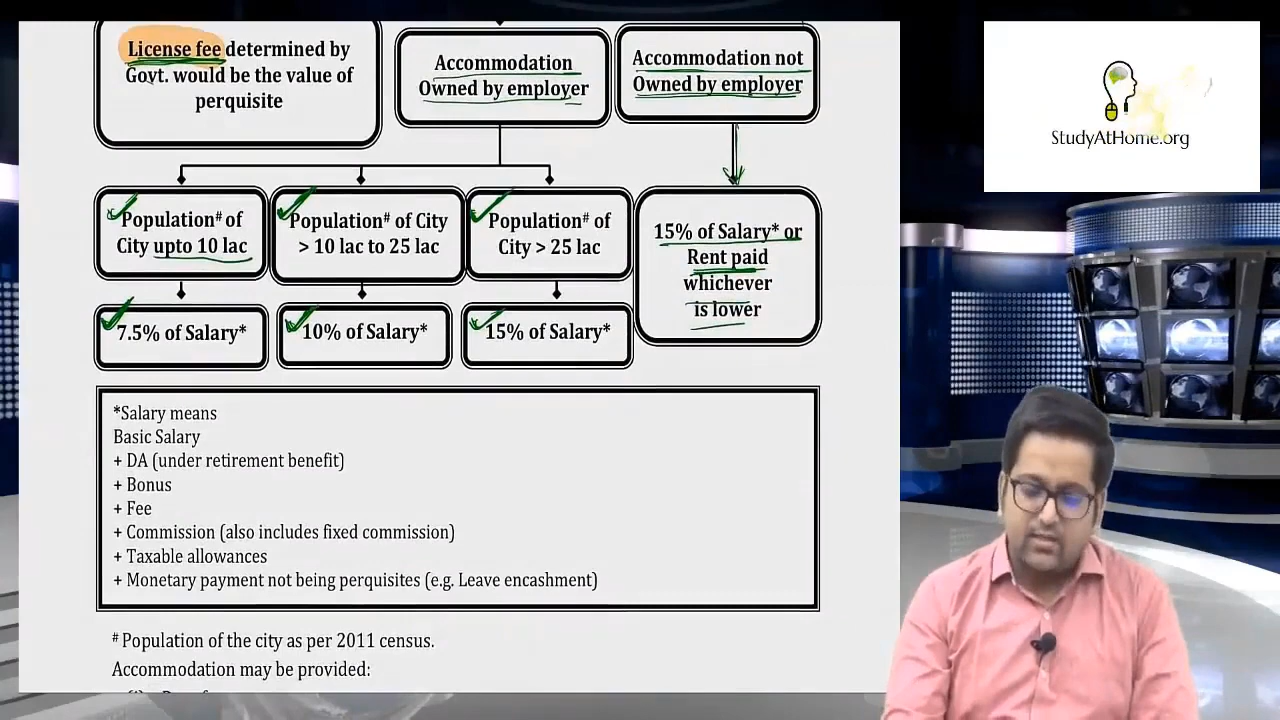 License fee determined by
Govt. would be the value of
perquisite
Accommodation
Owned by employer
Accommodation not
Owned by employer
Population# of
City upto 10 lac
Population# of City
> 10 lac to 25 lac
Population# of
City > 25 lac
15% of Salary* or
Rent paid
whichever
is lower
7.5% of Salary*
10% of Salary*
15% of Salary*
*Salary means
Basic Salary
+ DA (under retirement benefit)
+ Bonus
+ Fee
+ Commission (also includes fixed commission)
+ Taxable allowances
+ Monetary payment not being perquisites (e.g. Leave encashment)
# Population of the city as per 2011 census.
Accommodation may be provided:
StudyAtHome.org